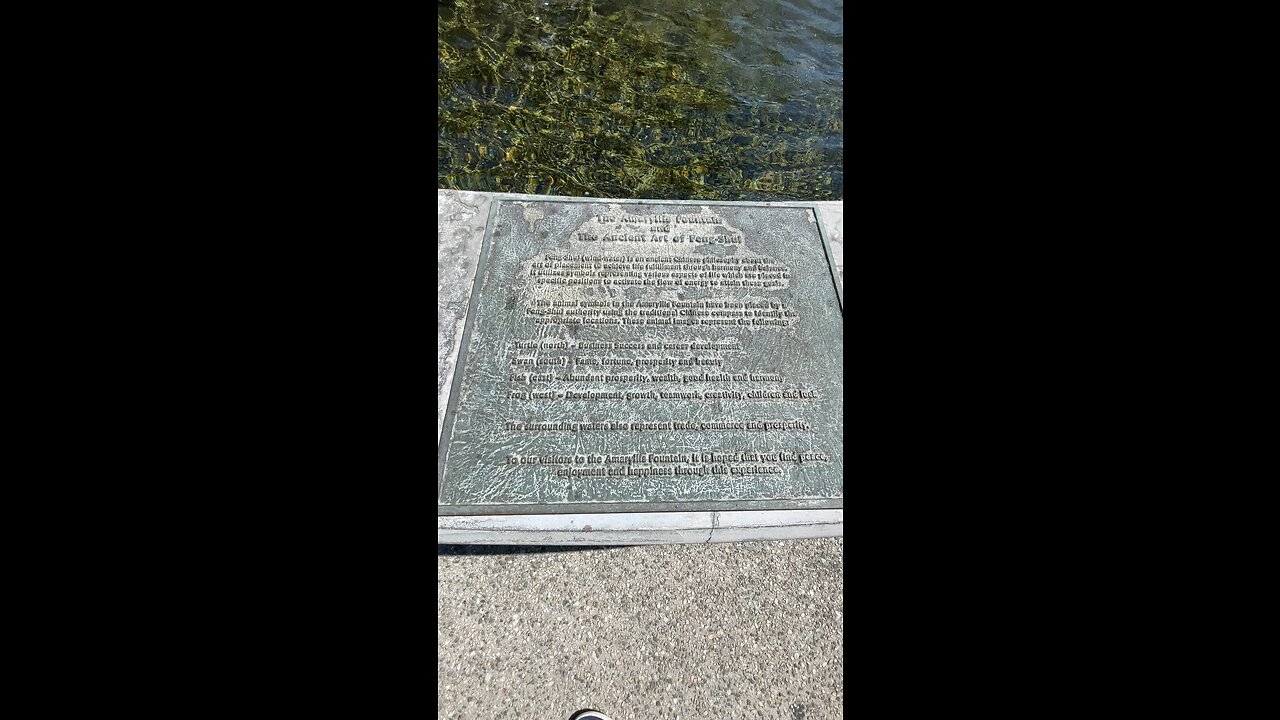 The Amaryllis Fountain
and
The Ancient Art of Feng-Shui
Feng-Shui (wind-water) is an ancient Chinese philosophy about the
art of placement to achieve life fulfillment through harmony and balance.
It utilizes symbols representing various aspects of life which are placed in
specific positions to activate the flow of energy to attain these goals.
The animal symbols in the Amaryllis Fountain have been placed by a
Feng-Shui authority using the traditional Chinese compass to identify the
appropriate locations. These animal images represent the following:
Turtle (north) – Business Success and career development
Swan (south) – Fame, fortune, prosperity and beauty
Fish (east) – Abundant prosperity, wealth, good health and harmony
Frog (west) – Development, growth, teamwork, creativity, children and luck
The surrounding waters also represent trade, commerce and prosperity.
To our visitors to the Amaryllis Fountain, it is hoped that you find peace,
enjoyment and happiness through this experience.